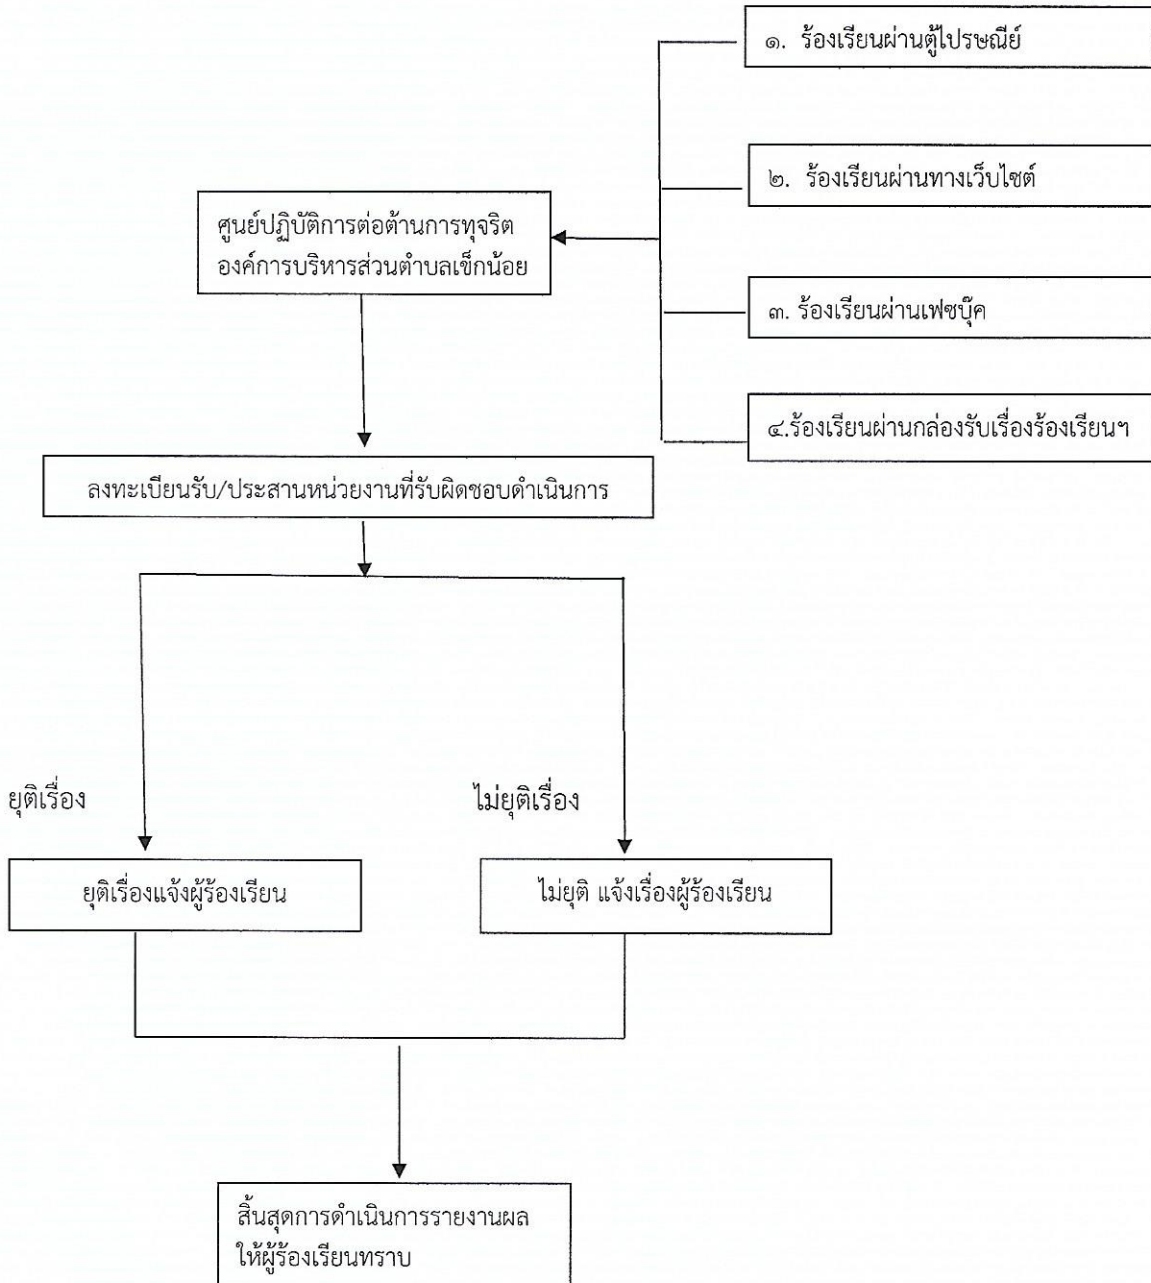 ๑. ร้องเรียนผ่านตู้ไปรษณีย์
๒. ร้องเรียนผ่านทางเว็บไซต์
ศูนย์ปฏิบัติการต่อต้านการทุจริต
องค์การบริหารส่วนตำบลเข็กน้อย
๓. ร้องเรียนผ่านเฟซบุ๊ค
๔.ร้องเรียนผ่านกล่องรับเรื่องร้องเรียนฯ
ลงทะเบียนรับ/ประสานหน่วยงานที่รับผิดชอบดำเนินการ
ยุติเรื่อง
ไม่ยุติเรื่อง
ยุติเรื่องแจ้งผู้ร้องเรียน
ไม่ยุติ แจ้งเรื่องผู้ร้องเรียน
สิ้นสุดการดำเนินการรายงานผล
ให้ผู้ร้องเรียนทราบ